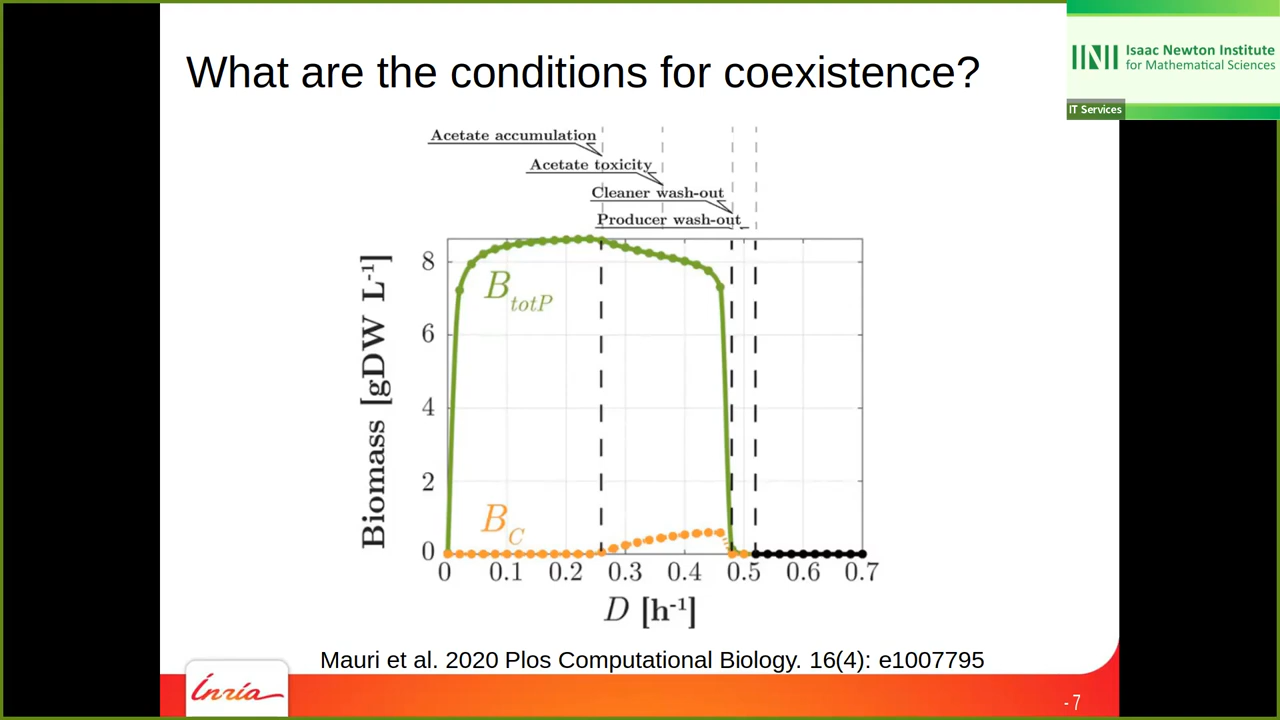 What are the conditions for coexistence?
Isaac Newton Institute
for Mathematical Sciences
IT Services
Acetate accumulation
Acetate toxicity
Cleaner wash-out
Producer wash-out
Biomass [gDW L-1]
8
6
4
2
0
BtotP
BC
0 0.1 0.2 0.3 0.4 0.5 0.6 0.7
D [h-1]
Mauri et al. 2020 Plos Computational Biology. 16(4): e1007795
Inria
- 7